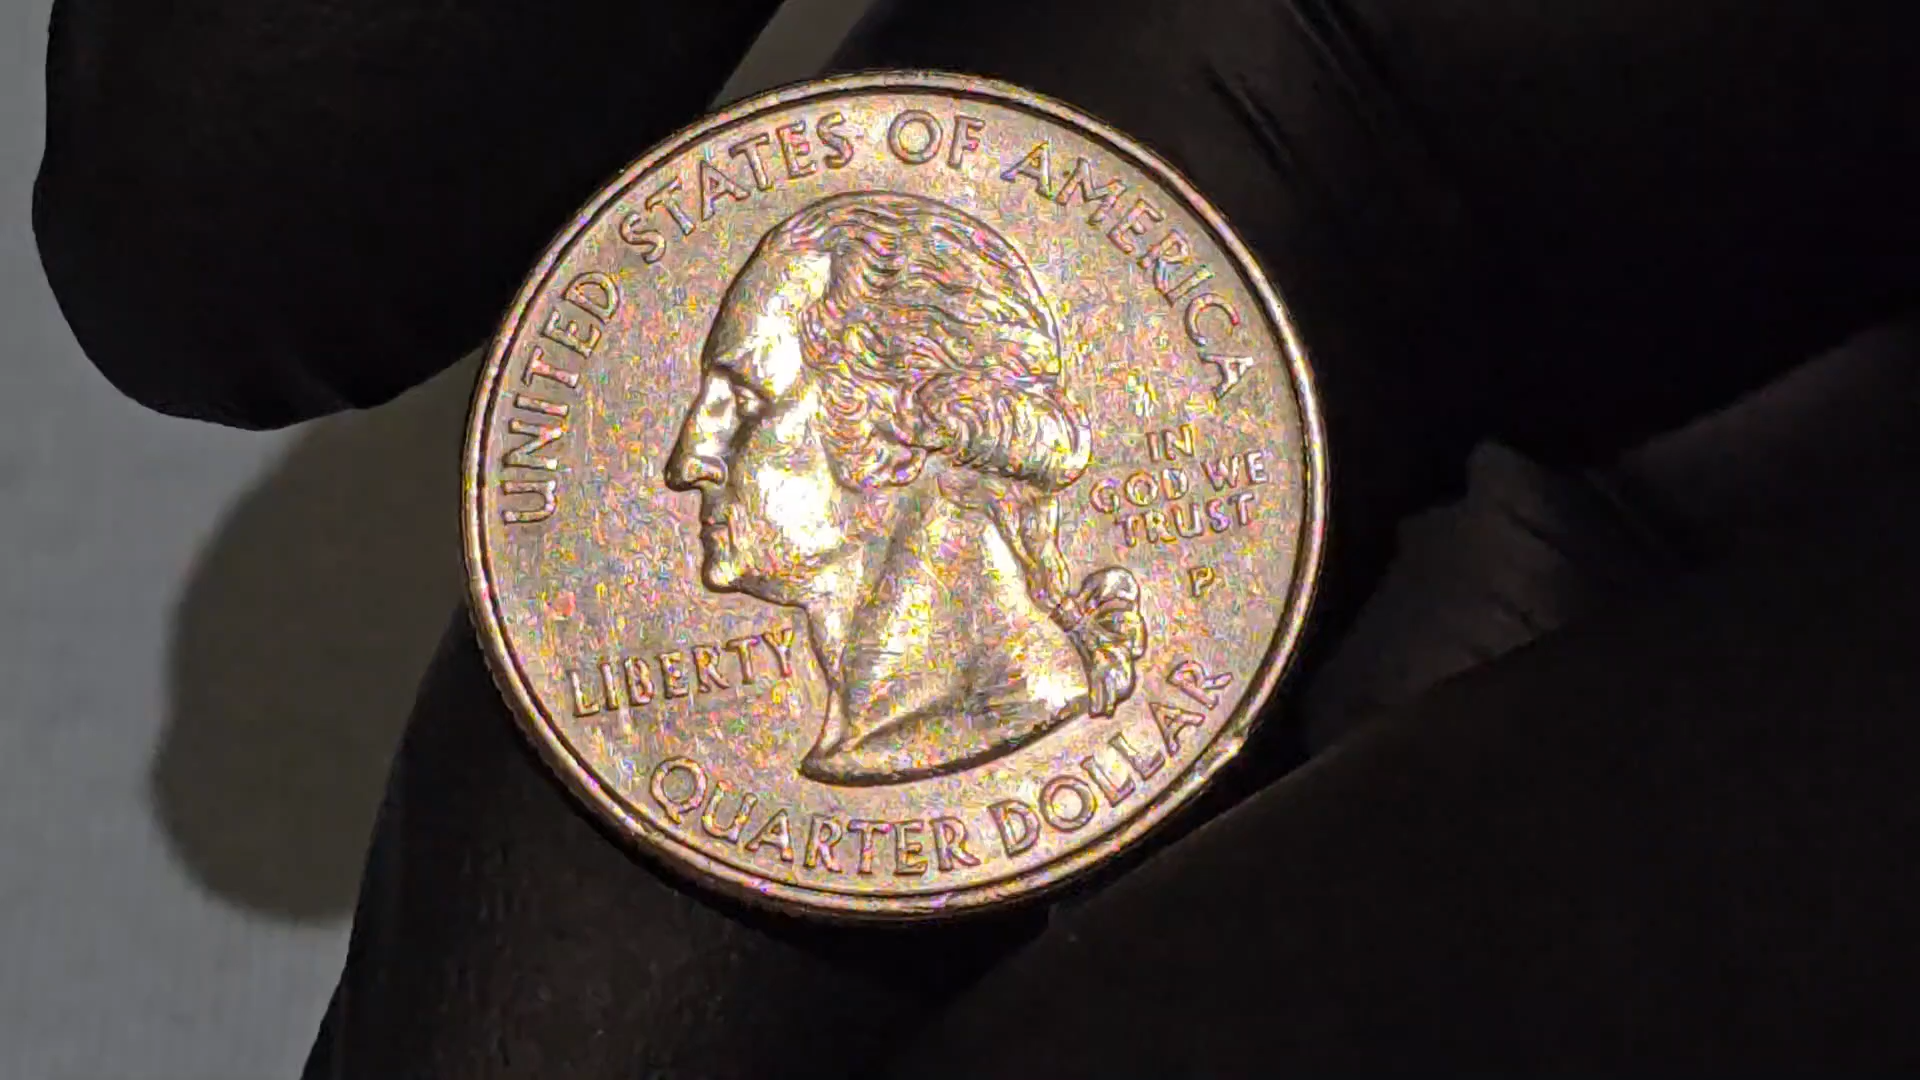 UNITED STATES OF AMERICA
IN
GOD WE
TRUST
P
LIBERTY
QUARTER DOLLAR